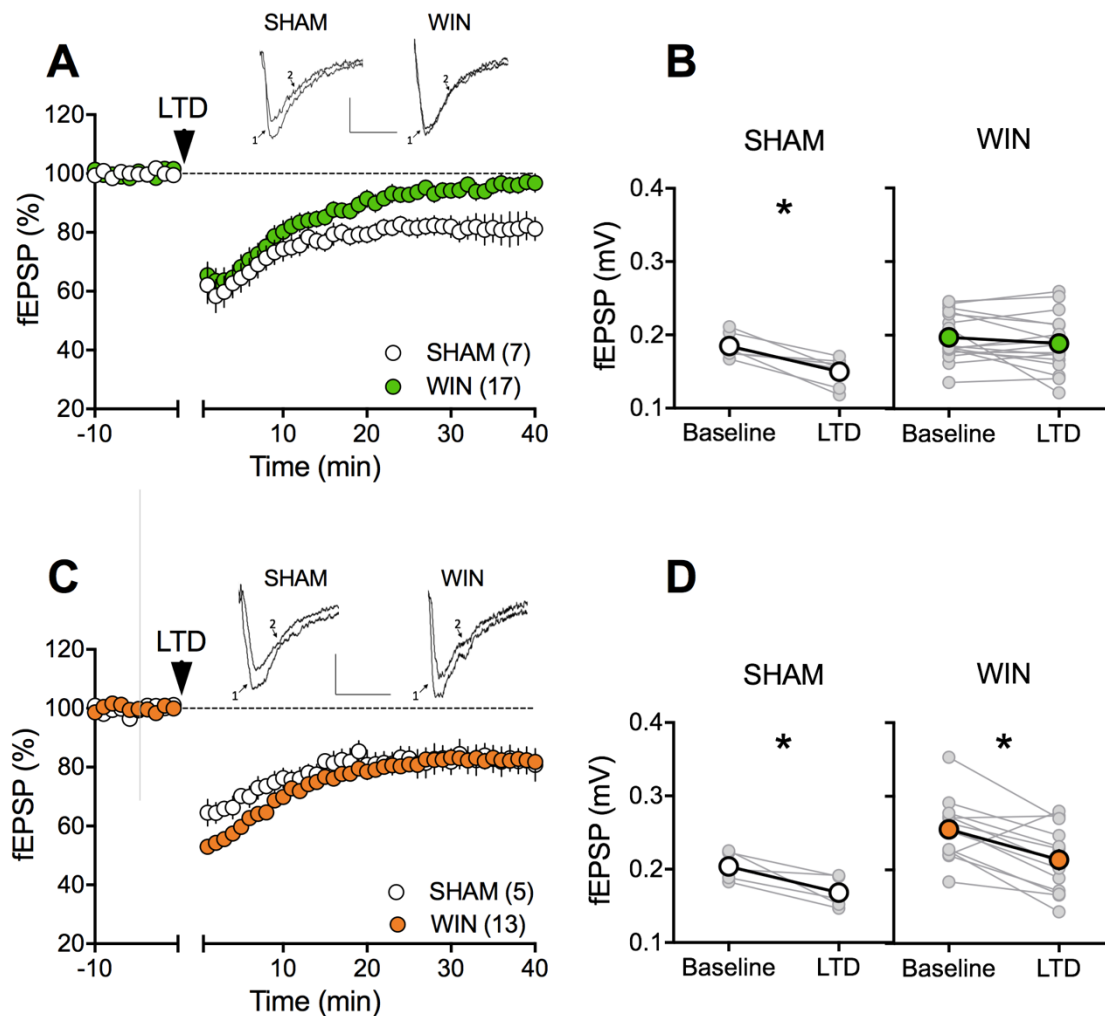 A
SHAM
WIN
2
1
2
1
LTD
120
100
80
60
40
20
fEPSP (%)
SHAM (7)
WIN (17)
-10
10
20
30
40
Time (min)
B
SHAM
WIN
*
0.4
0.3
0.2
0.1
fEPSP (mV)
Baseline
LTD
Baseline
LTD
C
SHAM
WIN
2
1
2
1
LTD
120
100
80
60
40
20
fEPSP (%)
SHAM (5)
WIN (13)
-10
10
20
30
40
Time (min)
D
SHAM
WIN
*
*
0.4
0.3
0.2
0.1
fEPSP (mV)
Baseline
LTD
Baseline
LTD